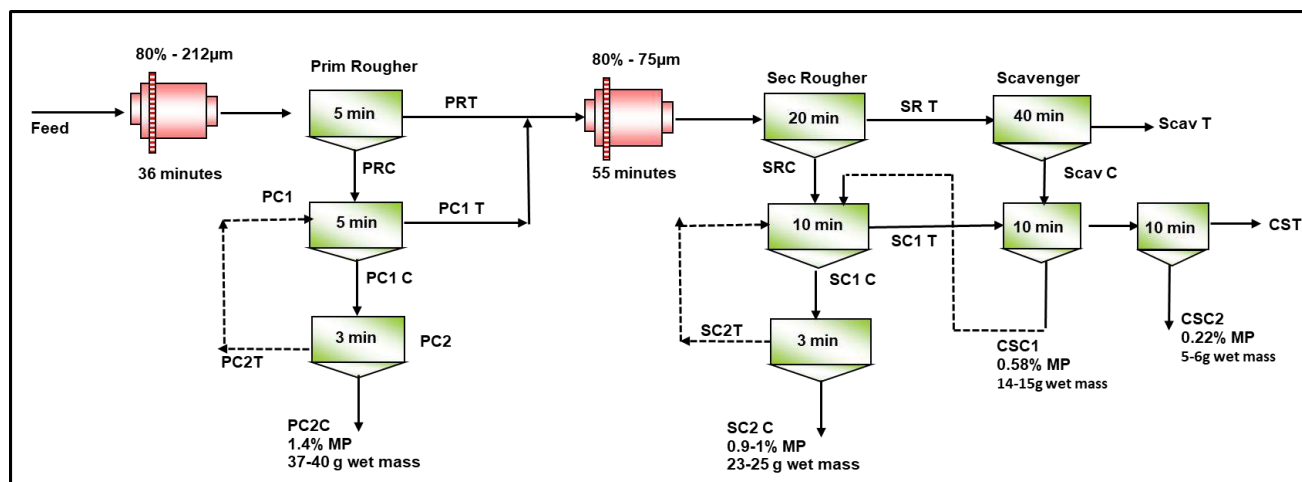 80% - 212µm
Prim Rougher
80% - 75µm
Sec Rougher
Scavenger
Feed
5 min
PRT
20 min
SR T
40 min
Scav T
36 minutes
PRC
55 minutes
SRC
Scav C
PC1
5 min
PC1 T
10 min
SC1 T
10 min
10 min
CST
PC1 C
SC1 C
3 min
PC2
PC2T
SC2T
3 min
CSC1
0.58% MP
14-15g wet mass
CSC2
0.22% MP
5-6g wet mass
PC2C
1.4% MP
37-40 g wet mass
SC2 C
0.9-1% MP
23-25 g wet mass